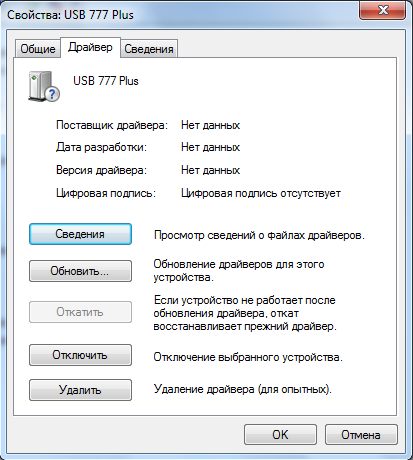 Свойства: USB 777 Plus
Общие Драйвер Сведения
USB 777 Plus
Поставщик драйвера: Нет данных
Дата разработки: Нет данных
Версия драйвера: Нет данных
Цифровая подпись: Цифровая подпись отсутствует
Сведения Просмотр сведений о файлах драйверов.
Обновить... Обновление драйверов для этого
устройства.
Откатить Если устройство не работает после
обновления драйвера, откат
восстанавливает прежний драйвер.
Отключить Отключение выбранного устройства.
Удалить Удаление драйвера (для опытных).
OK Отмена